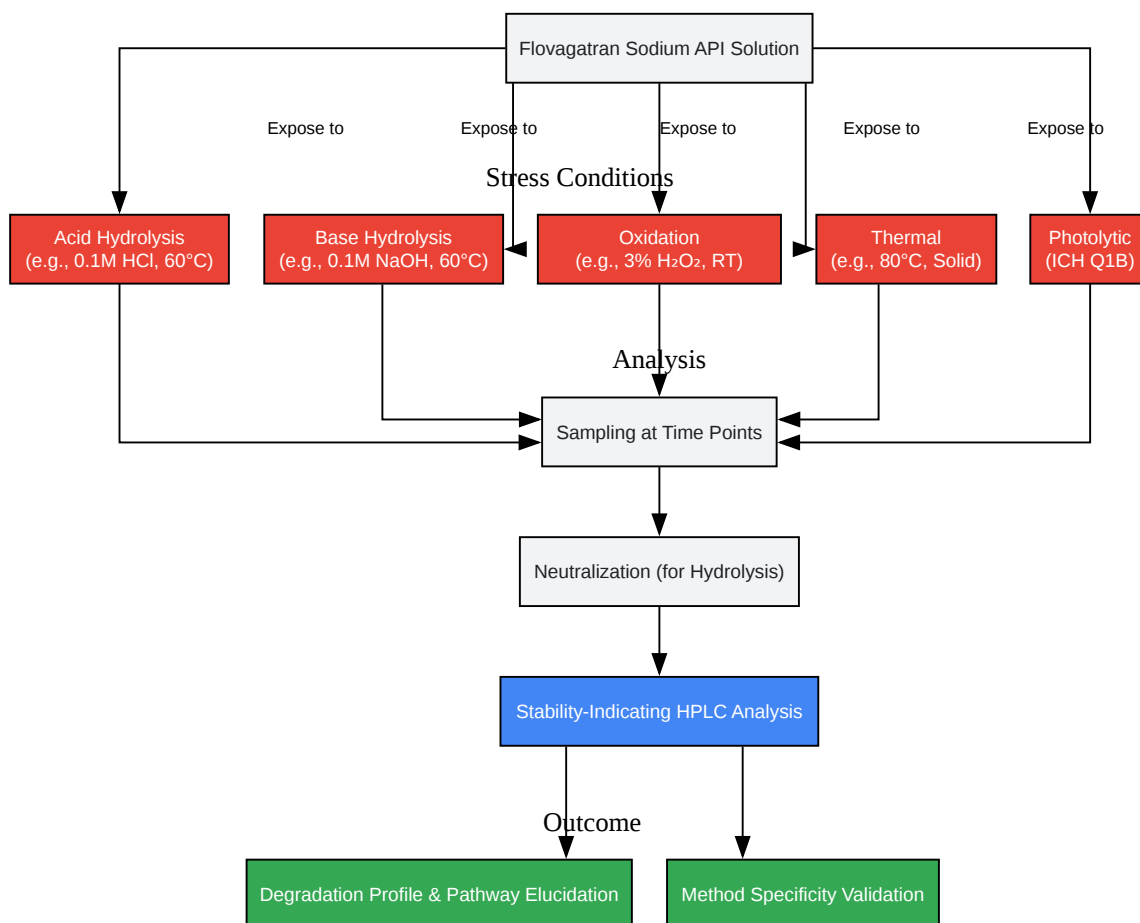 Flovagatran Sodium API Solution
Expose to
Expose to
Expose to
Expose to
Expose to
Stress Conditions
Acid Hydrolysis
(e.g., 0.1M HCl, 60°C)
Base Hydrolysis
(e.g., 0.1M NaOH, 60°C)
Oxidation
(e.g., 3% H₂O₂, RT)
Thermal
(e.g., 80°C, Solid)
Photolytic
(ICH Q1B)
Analysis
Sampling at Time Points
Neutralization (for Hydrolysis)
Stability-Indicating HPLC Analysis
Outcome
Degradation Profile & Pathway Elucidation
Method Specificity Validation